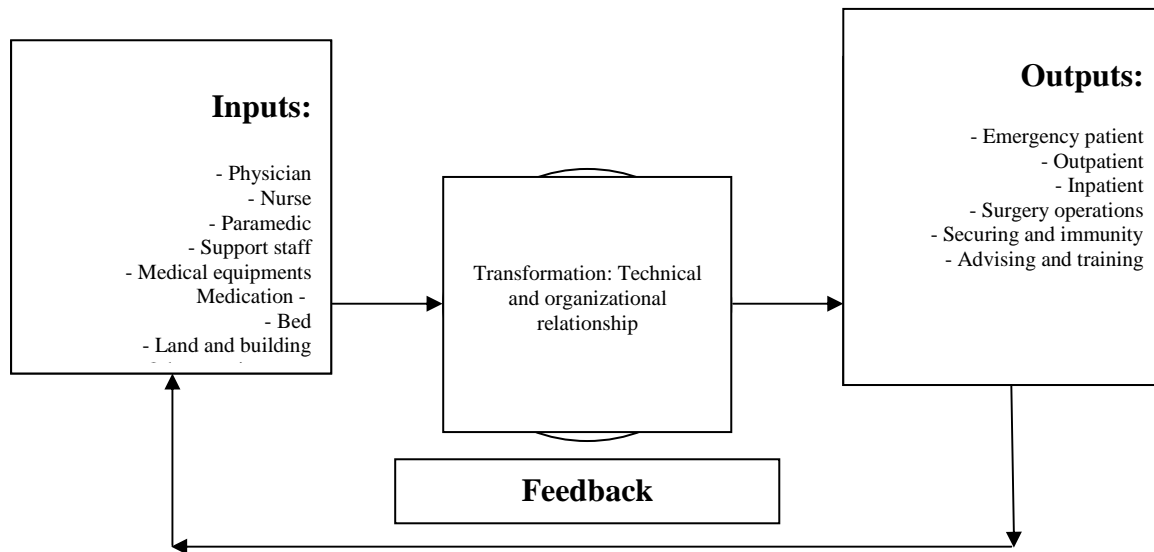 Inputs:
- Physician
- Nurse
- Paramedic
- Support staff
- Medical equipments
Medication -
- Bed
- Land and building
Transformation: Technical
and organizational
relationship
Outputs:
- Emergency patient
- Outpatient
- Inpatient
- Surgery operations
- Securing and immunity
- Advising and training
Feedback